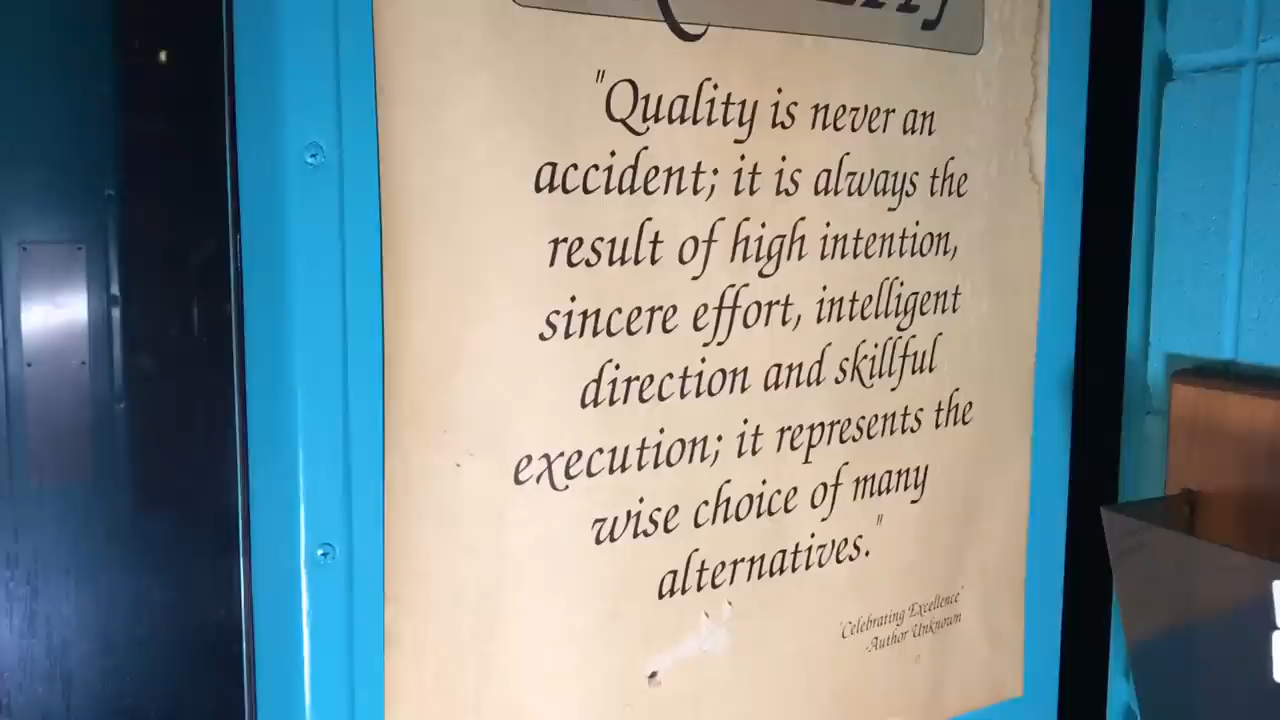 "Quality is never an
accident; it is always the
result of high intention,
sincere effort, intelligent
direction and skillful
execution; it represents the
wise choice of many
alternatives."
"Celebrating Excellence"
-Author Unknown